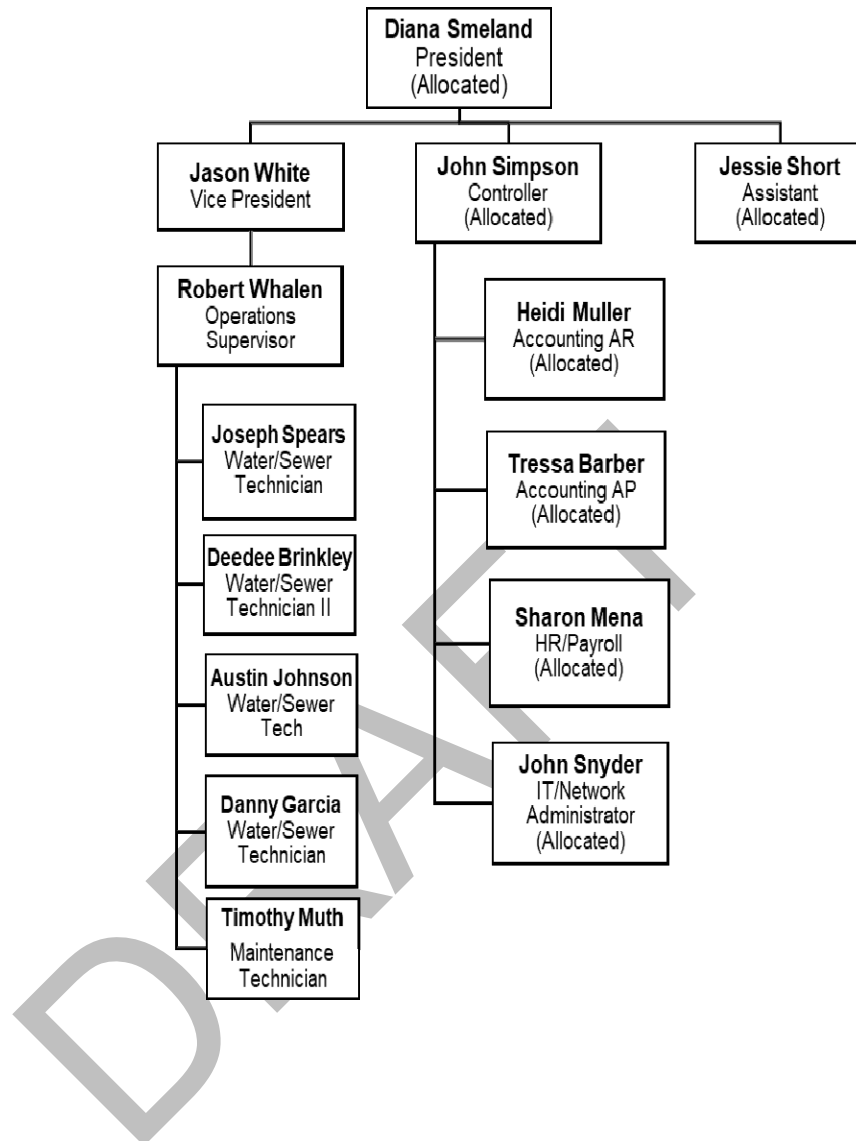 Diana Smeland
President
(Allocated)
Jason White
Vice President
John Simpson
Controller
(Allocated)
Jessie Short
Assistant
(Allocated)
Robert Whalen
Operations
Supervisor
Heidi Muller
Accounting AR
(Allocated)
Joseph Spears
Water/Sewer
Technician
Tressa Barber
Accounting AP
(Allocated)
Deedee Brinkley
Water/Sewer
Technician II
Sharon Mena
HR/Payroll
(Allocated)
Austin Johnson
Water/Sewer
Tech
John Snyder
IT/Network
Administrator
(Allocated)
Danny Garcia
Water/Sewer
Technician
Timothy Muth
Maintenance
Technician
DRAFT